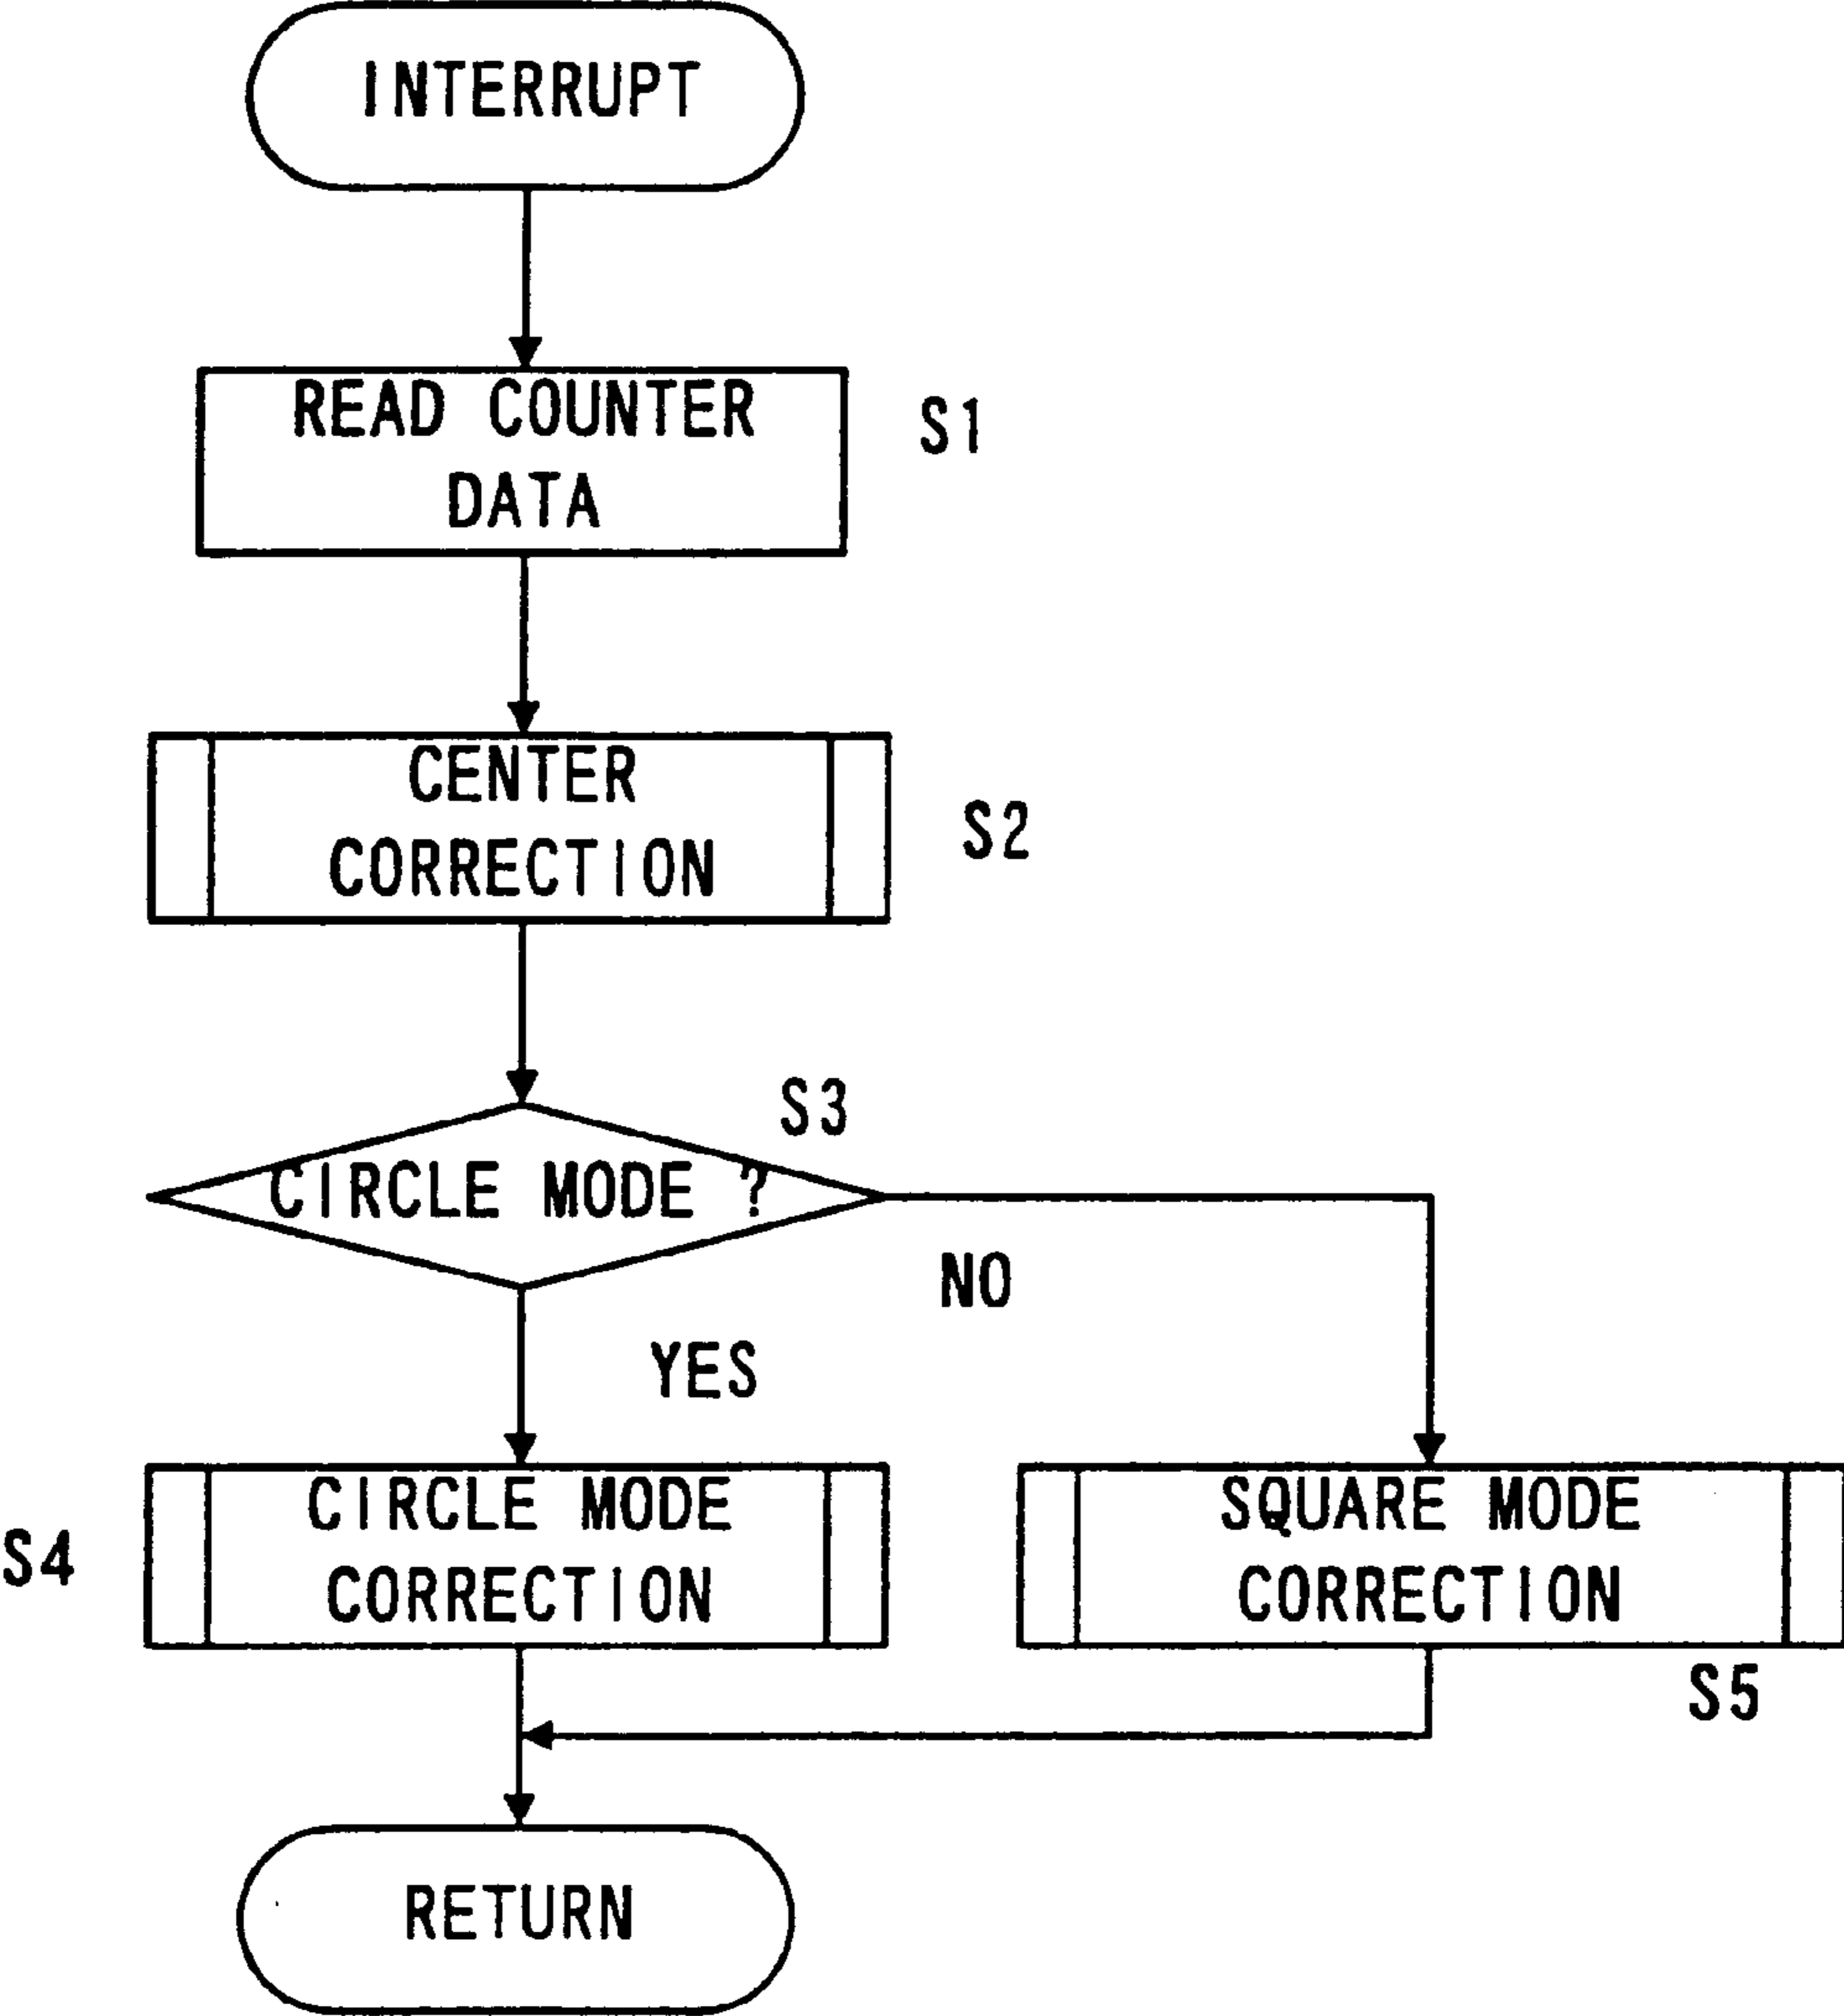 INTERRUPT
READ COUNTER
DATA
S1
CENTER
CORRECTION
S2
S3
CIRCLE MODE ?
NO
YES
CIRCLE MODE
CORRECTION
S4
SQUARE MODE
CORRECTION
S5
RETURN